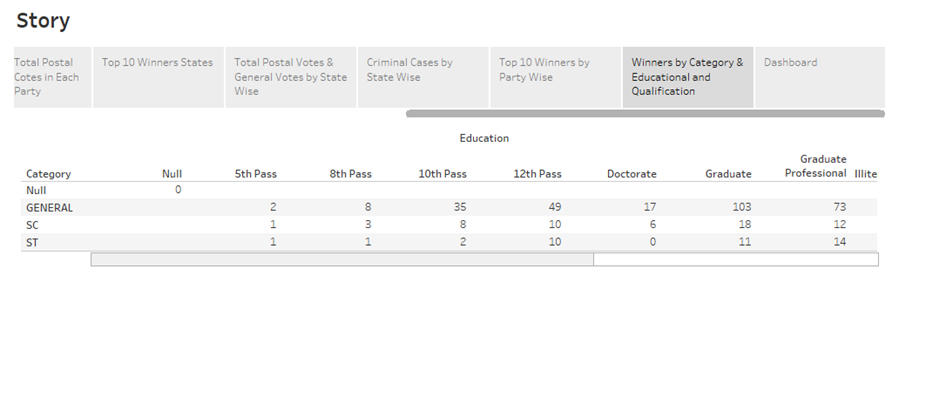 Story
Total Postal
Cotes in Each
Party
Top 10 Winners States
Total Postal Votes &
General Votes by State
Wise
Criminal Cases by
State Wise
Top 10 Winners by
Party Wise
Winners by Category &
Educational and
Qualification
Dashboard
Education
Category Null 5th Pass 8th Pass 10th Pass 12th Pass Doctorate Graduate Graduate Professional Illite
Null 0
GENERAL 2 8 35 49 17 103 73
SC 1 3 8 10 6 18 12
ST 1 1 2 10 0 11 14